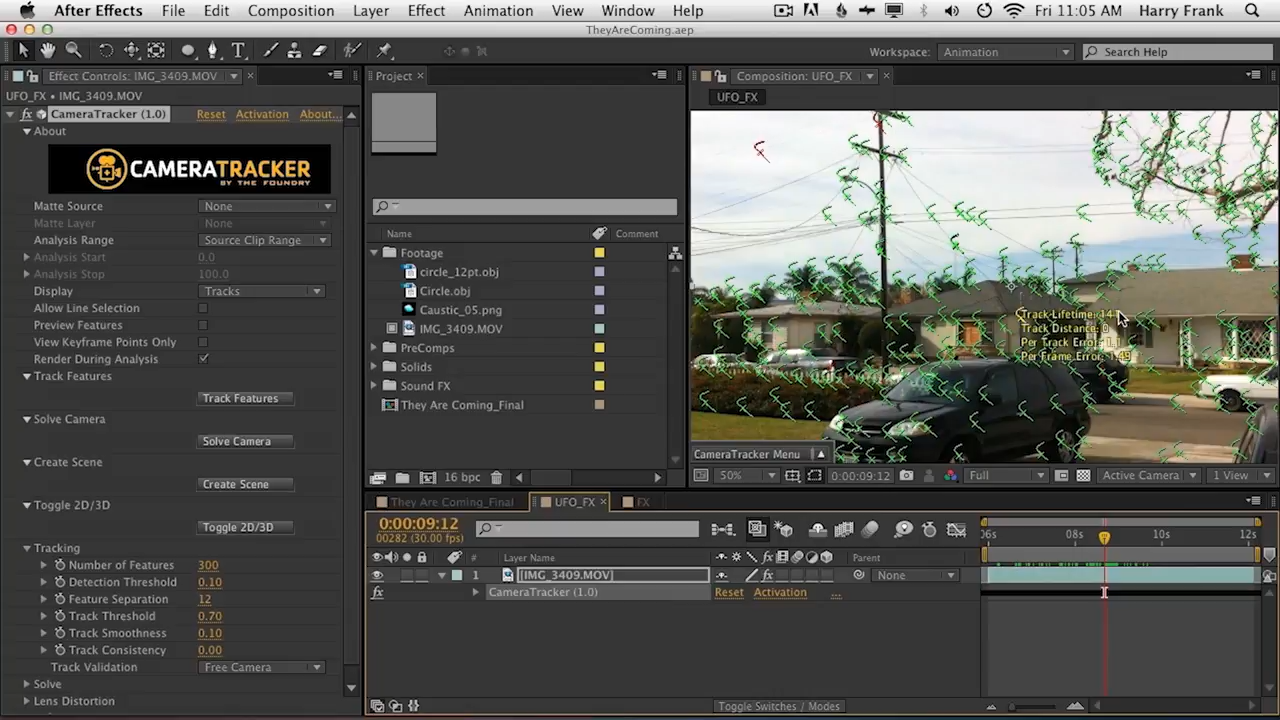 After Effects File Edit Composition Layer Effect Animation View Window Help Fri 11:05 AM Harry Frank
TheyAreComing.aep
T Workspace: Animation Search Help
Effect Controls: IMG_3409.MOV
UFO_FX • IMG_3409.MOV
fx CameraTracker (1.0) Reset Activation About...
About
CAMERATRACKER
BY THE FOUNDRY
Matte Source None
Matte Layer None
Analysis Range Source Clip Range
Analysis Start 0.0
Analysis Stop 100.0
Display Tracks
Allow Line Selection
Preview Features
View Keyframe Points Only
Render During Analysis
Track Features
Track Features
Solve Camera
Solve Camera
Create Scene
Create Scene
Toggle 2D/3D
Toggle 2D/3D
Tracking
Number of Features 300
Detection Threshold 0.10
Feature Separation 12
Track Threshold 0.70
Track Smoothness 0.10
Track Consistency 0.00
Track Validation Free Camera
Solve
Lens Distortion
Project
Name Comment
Footage
circle_12pt.obj
Circle.obj
Caustic_05.png
IMG_3409.MOV
PreComps
Solids
Sound FX
They Are Coming_Final
16 bpc
Composition: UFO_FX
UFO_FX
Track Distance: 0
CameraTracker Menu
50% 0:00:09:12 Full Active Camera 1 View
They Are Coming_Final UFO_FX FX
0:00:09:12
00282 (30.00 fps)
06s 08s 10s 12s
# Layer Name fx Parent
1 [IMG_3409.MOV] fx None
fx CameraTracker (1.0) Reset Activation ...
Toggle Switches / Modes